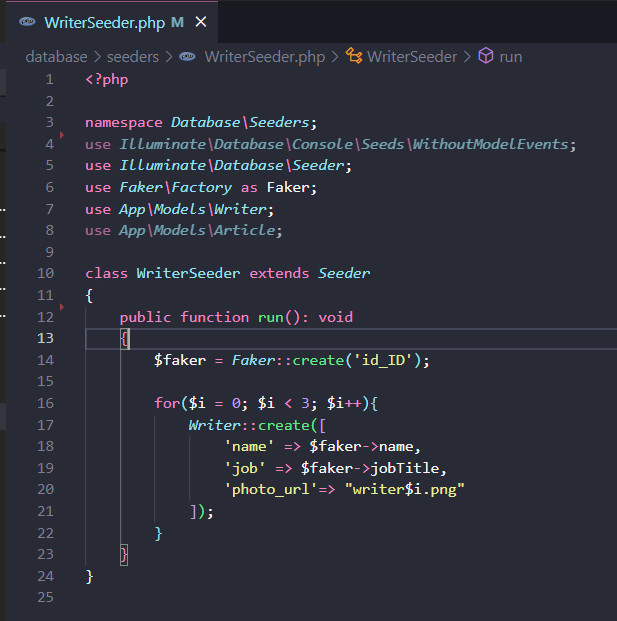 WriterSeeder.php M ×
database > seeders > WriterSeeder.php > WriterSeeder > run
1 <?php
2
3 namespace Database\Seeders;
4 use Illuminate\Database\Console\Seeds\WithoutModelEvents;
5 use Illuminate\Database\Seeder;
6 use Faker\Factory as Faker;
7 use App\Models\Writer;
8 use App\Models\Article;
9
10 class WriterSeeder extends Seeder
11 {
12     public function run(): void
13     {
14         $faker = Faker::create('id_ID');
15
16         for($i = 0; $i < 3; $i++){
17             Writer::create([
18                 'name' => $faker->name,
19                 'job' => $faker->jobTitle,
20                 'photo_url'=> "writer$i.png"
21             ]);
22         }
23     }
24 }
25